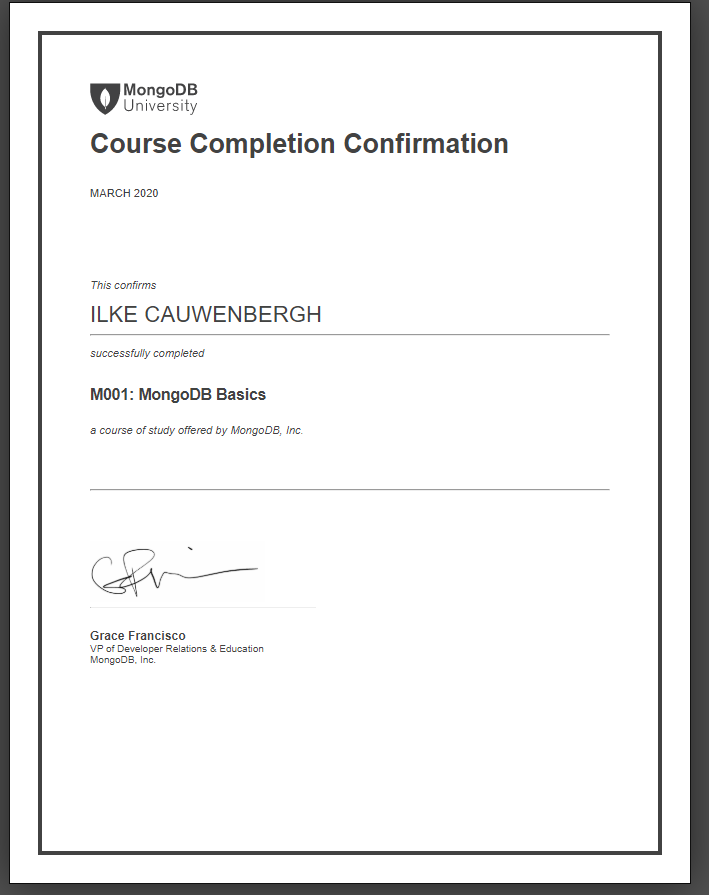 MongoDB
University
Course Completion Confirmation
MARCH 2020
This confirms
ILKE CAUWENBERGH
successfully completed
M001: MongoDB Basics
a course of study offered by MongoDB, Inc.
Grace Francisco
VP of Developer Relations & Education
MongoDB, Inc.